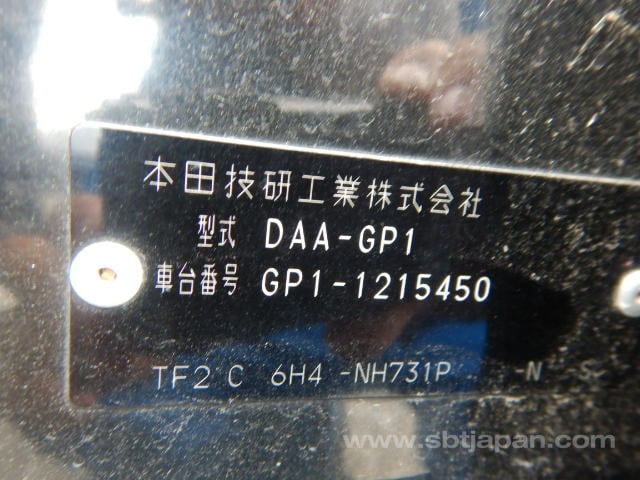 本田技研工業株式会社
型式 DAA-GP1
車台番号 GP1-1215450
TF2 C 6H4 -NH731P -N -S
www.sbtjapan.com